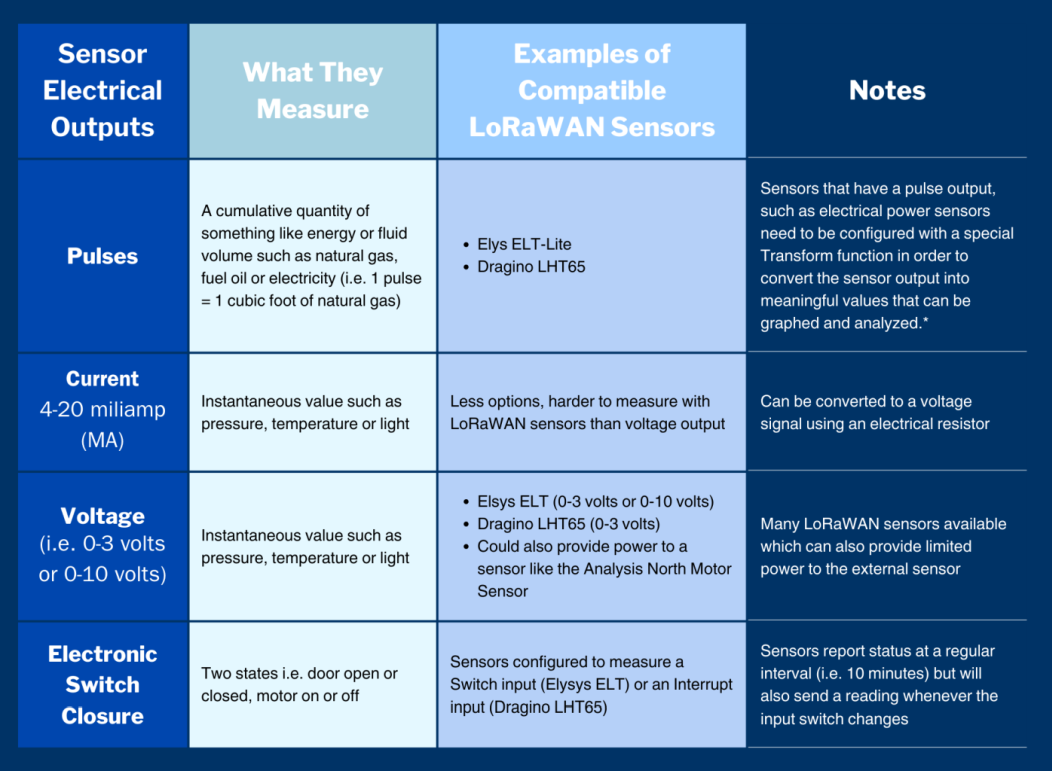 Sensor
Electrical
Outputs
What They
Measure
Examples of
Compatible
LoRaWAN Sensors
Notes
Pulses
A cumulative quantity of
something like energy or fluid
volume such as natural gas,
fuel oil or electricity (i.e. 1 pulse
= 1 cubic foot of natural gas)
• Elys ELT-Lite
• Dragino LHT65
Sensors that have a pulse output,
such as electrical power sensors
need to be configured with a special
Transform function in order to
convert the sensor output into
meaningful values that can be
graphed and analyzed.*
Current
4-20 miliamp
(MA)
Instantaneous value such as
pressure, temperature or light
Less options, harder to measure with
LoRaWAN sensors than voltage output
Can be converted to a voltage
signal using an electrical resistor
Voltage
(i.e. 0-3 volts
or 0-10 volts)
Instantaneous value such as
pressure, temperature or light
• Elsys ELT (0-3 volts or 0-10 volts)
• Dragino LHT65 (0-3 volts)
• Could also provide power to a
sensor like the Analysis North Motor
Sensor
Many LoRaWAN sensors available
which can also provide limited
power to the external sensor
Electronic
Switch
Closure
Two states i.e. door open or
closed, motor on or off
Sensors configured to measure a
Switch input (Elysys ELT) or an Interrupt
input (Dragino LHT65)
Sensors report status at a regular
interval (i.e. 10 minutes) but will
also send a reading whenever the
input switch changes